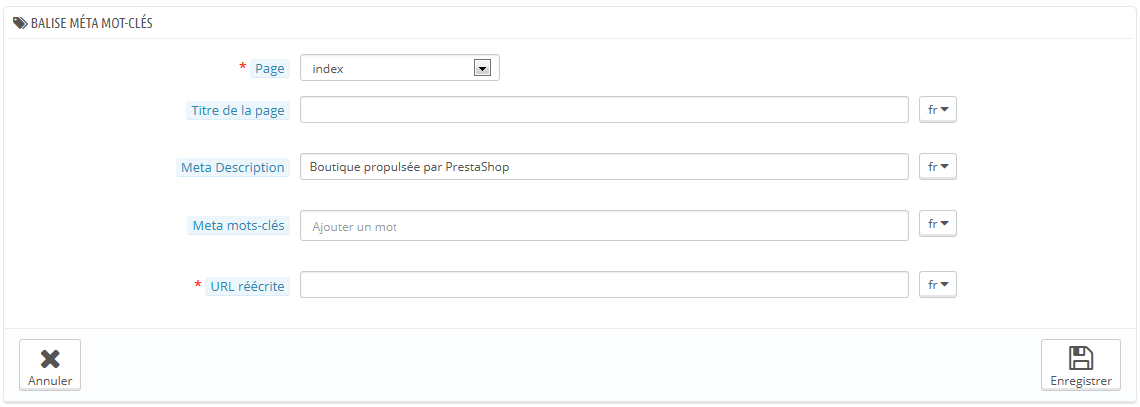 BALISE MÉTA MOT-CLÉS
* Page index
Titre de la page fr
Meta Description Boutique propulsée par PrestaShop fr
Meta mots-clés Ajouter un mot fr
* URL réécrite fr
Annuler Enregistrer